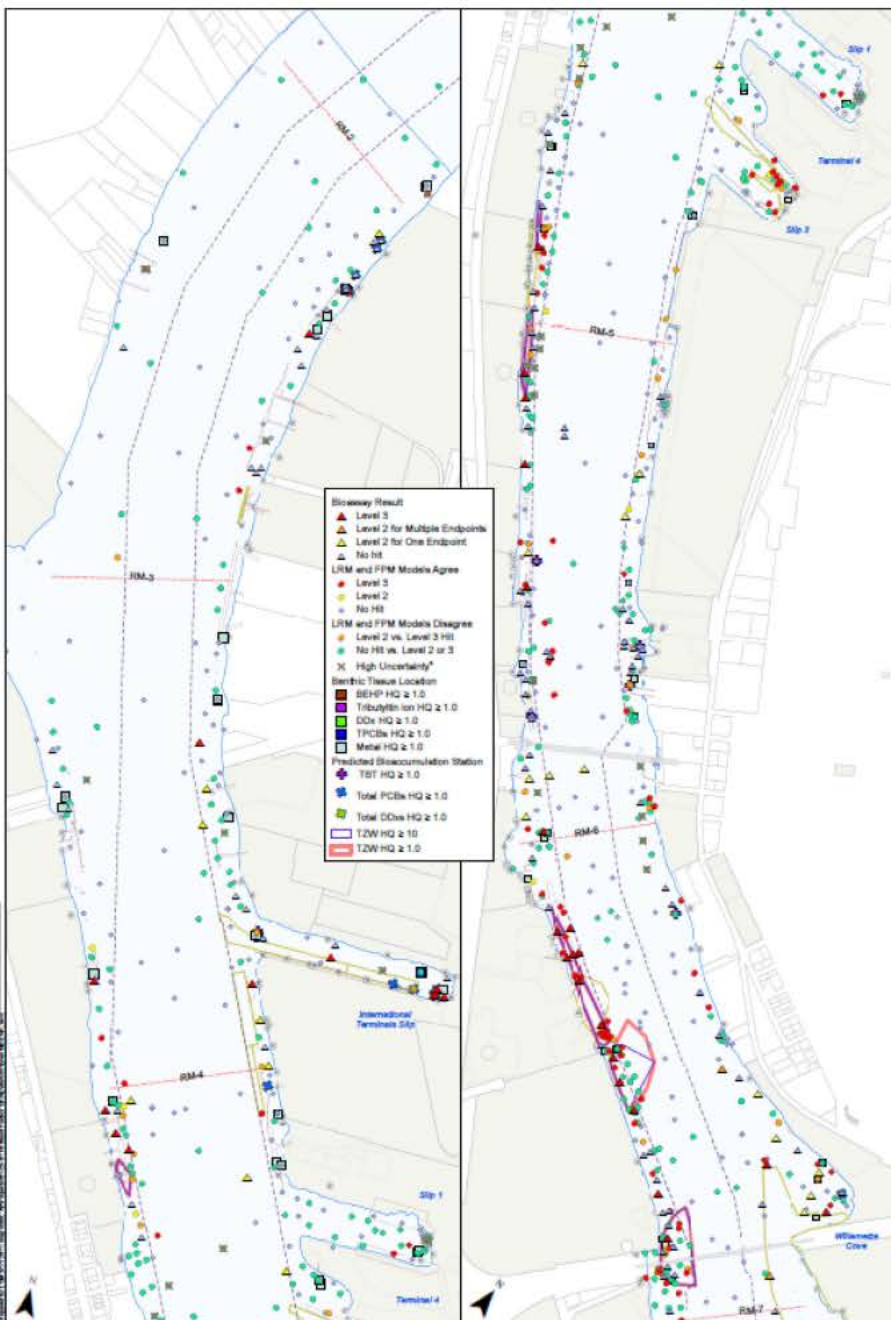 RM-2
RM-3
Bioassay Result
Level 3
Level 2 for Multiple Endpoints
Level 2 for One Endpoint
No hit
LRM and FPM Models Agree
Level 3
Level 2
No Hit
LRM and FPM Models Disagree
Level 2 vs. Level 3 Hit
No Hit vs. Level 2 or 3
High Uncertainty
Benthic Tissue Location
BEHP HQ ≥ 1.0
Tributyltin Ion HQ ≥ 1.0
DDx HQ ≥ 1.0
TPCBs HQ ≥ 1.0
Metal HQ ≥ 1.0
Predicted Bioaccumulation Station
TBT HQ ≥ 1.0
Total PCBs HQ ≥ 1.0
Total DDxs HQ ≥ 1.0
TZW HQ ≥ 10
TZW HQ ≥ 1.0
International
Terminals Slip
RM-4
Slip 1
Terminal 4
N
Slip 1
Terminal 4
Slip 3
RM-5
RM-6
Willamette
Cove
RM-7
N